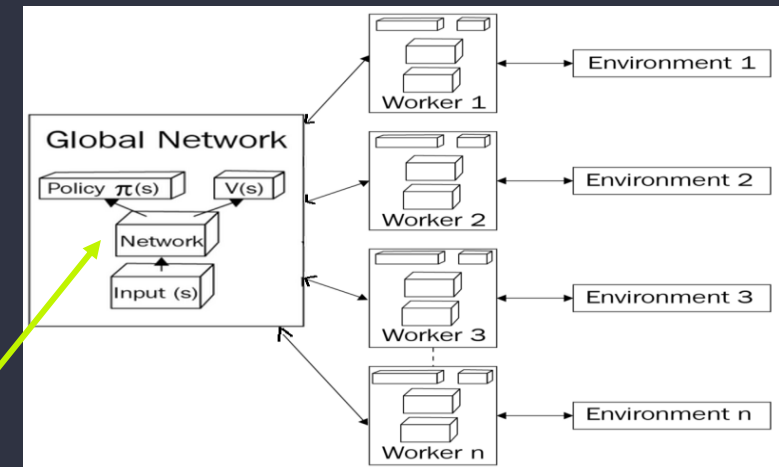 Global Network
Policy π(s)
V(s)
Network
Input (s)
Worker 1
Environment 1
Worker 2
Environment 2
Worker 3
Environment 3
Worker n
Environment n